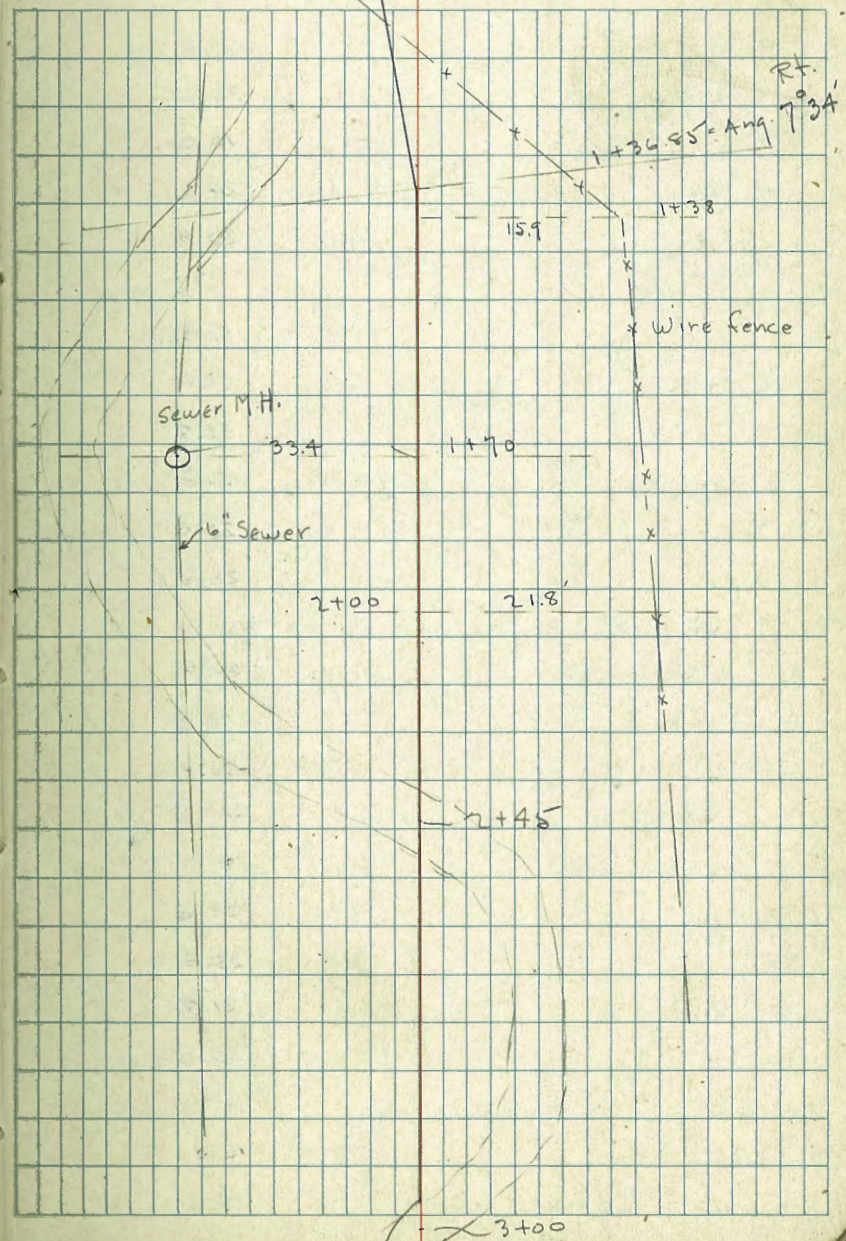 Rt.
1+36.85 = Ang. 7°34'
1+38
15.9
Wire fence
Sewer M.H.
33.4 1+70
6" Sewer
2+00 21.8'
2+45
3+00